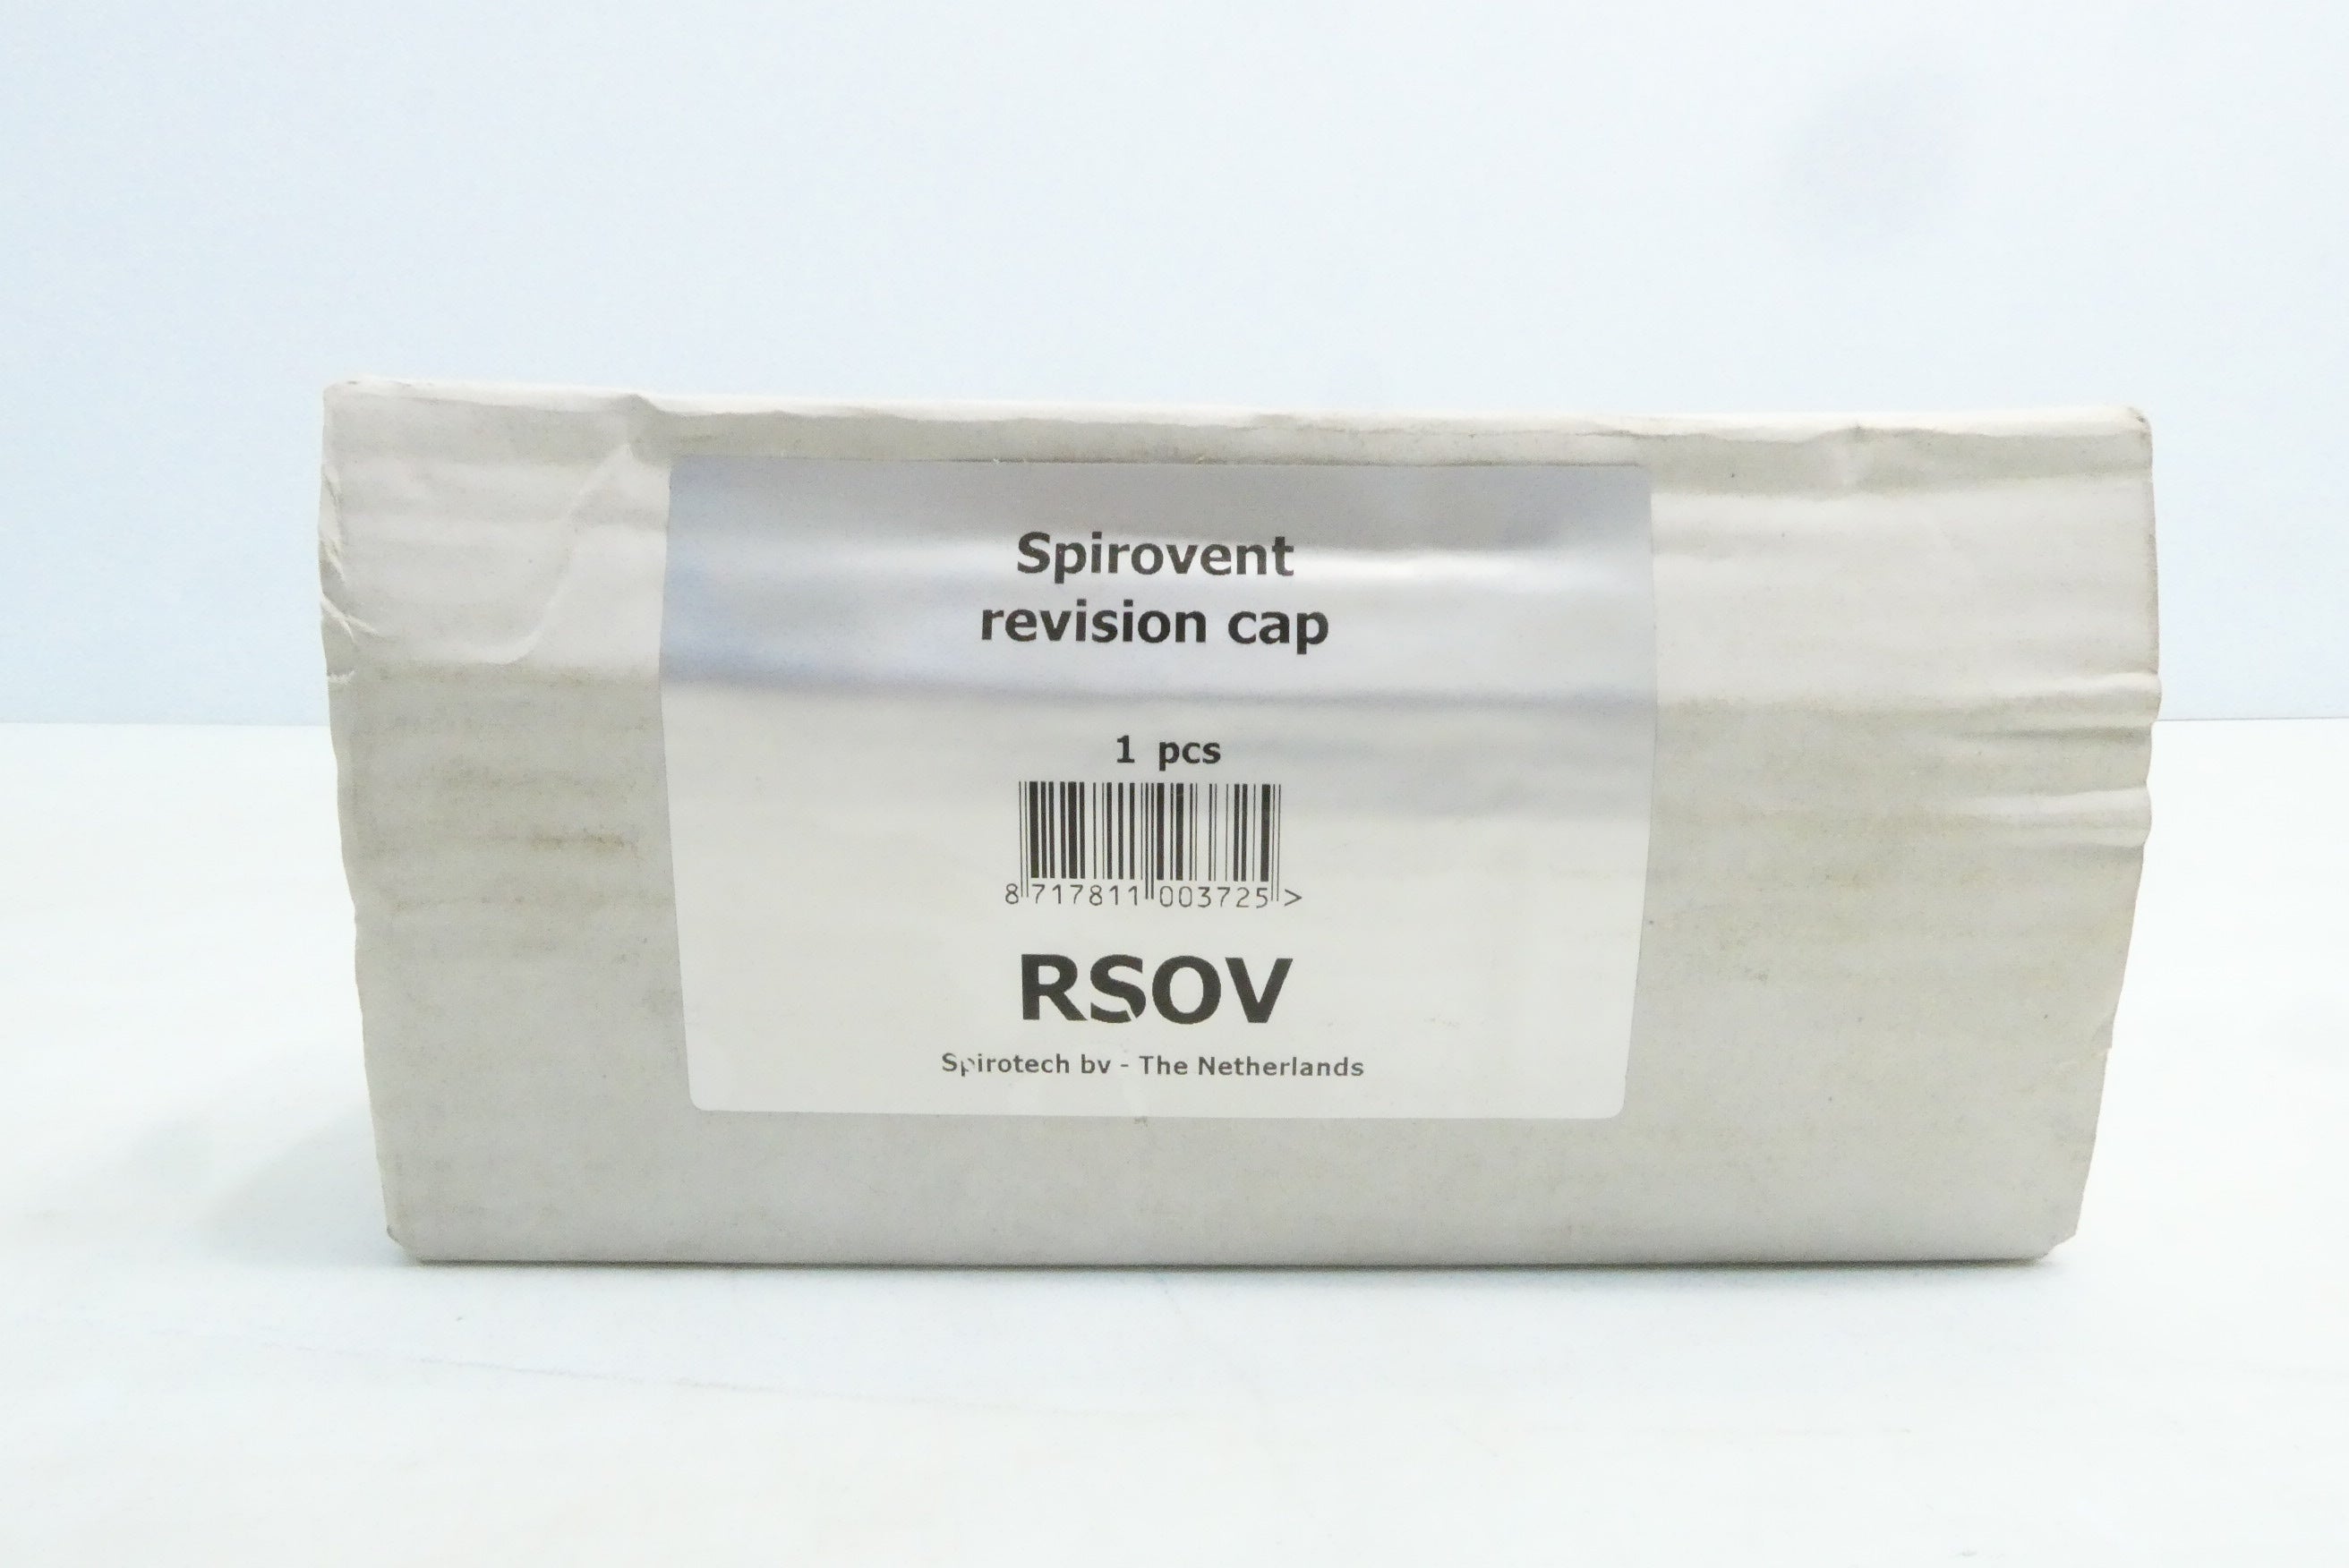 Spirovent
revision cap
1 pcs
8 717811 003725 >
RSOV
Spirotech bv - The Netherlands